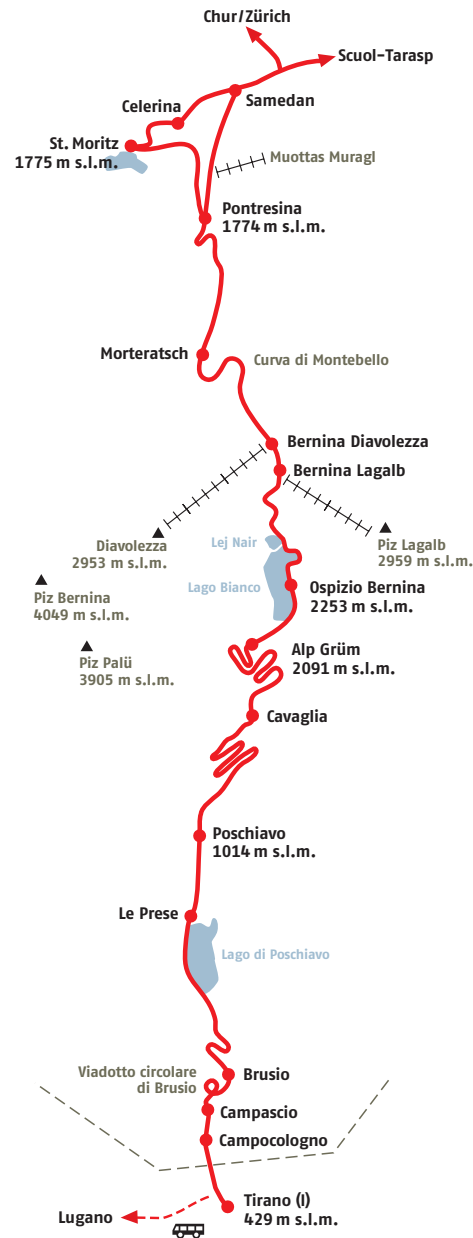 Chur/Zürich
Scuol-Tarasp
Celerina
Samedan
St. Moritz
1775 m s.l.m.
Muottas Muragl
Pontresina
1774 m s.l.m.
Morteratsch
Curva di Montebello
Bernina Diavolezza
Bernina Lagalb
Diavolezza
2953 m s.l.m.
Lej Nair
Piz Lagalb
2959 m s.l.m.
Piz Bernina
4049 m s.l.m.
Lago Bianco
Ospizio Bernina
2253 m s.l.m.
Piz Palü
3905 m s.l.m.
Alp Grüm
2091 m s.l.m.
Cavaglia
Poschiavo
1014 m s.l.m.
Le Prese
Lago di Poschiavo
Viadotto circolare
di Brusio
Brusio
Campascio
Campocologno
Tirano (I)
429 m s.l.m.
Lugano